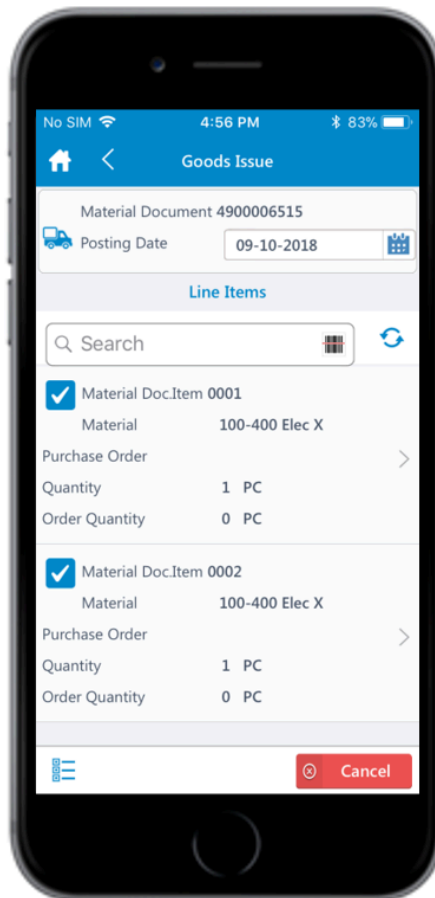 No SIM 4:56 PM 83%
Goods Issue
Material Document 4900006515
Posting Date 09-10-2018
Line Items
Search
Material Doc.Item 0001
Material 100-400 Elec X
Purchase Order
Quantity 1 PC
Order Quantity 0 PC
Material Doc.Item 0002
Material 100-400 Elec X
Purchase Order
Quantity 1 PC
Order Quantity 0 PC
Cancel